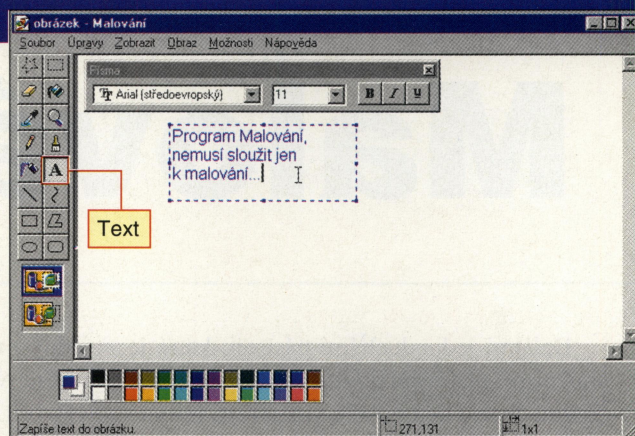 obrázek - Malování
Soubor Úpravy Zobrazit Obraz Možnosti Nápověda
Písma
Arial (středoevropský) 11 B I U
Program Malování,
nemusí sloužit jen
k malování...
A
Text
Zapíše text do obrázku. 271,131 1x1